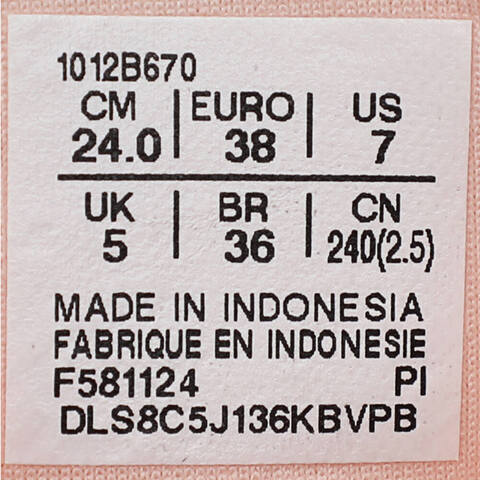 1012B670
CM | EURO | US
24.0 | 38 | 7
UK | BR | CN
5 | 36 | 240(2.5)
MADE IN INDONESIA
FABRIQUE EN INDONESIE
F581124 PI
DLS8C5J136KBVPB